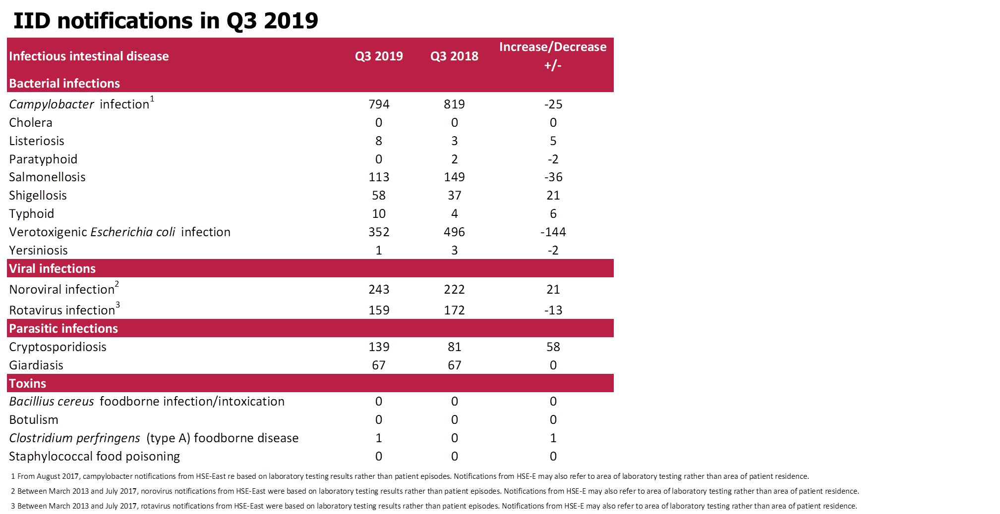 IID notifications in Q3 2019
Infectious intestinal disease Q3 2019 Q3 2018 Increase/Decrease +/-
Bacterial infections
Campylobacter infection1 794 819 -25
Cholera 0 0 0
Listeriosis 8 3 5
Paratyphoid 0 2 -2
Salmonellosis 113 149 -36
Shigellosis 58 37 21
Typhoid 10 4 6
Verotoxigenic Escherichia coli infection 352 496 -144
Yersiniosis 1 3 -2
Viral infections
Noroviral infection2 243 222 21
Rotavirus infection3 159 172 -13
Parasitic infections
Cryptosporidiosis 139 81 58
Giardiasis 67 67 0
Toxins
Bacillius cereus foodborne infection/intoxication 0 0 0
Botulism 0 0 0
Clostridium perfringens (type A) foodborne disease 1 0 1
Staphylococcal food poisoning 0 0 0
1 From August 2017, campylobacter notifications from HSE-East re based on laboratory testing results rather than patient episodes. Notifications from HSE-E may also refer to area of laboratory testing rather than area of patient residence.
2 Between March 2013 and July 2017, norovirus notifications from HSE-East were based on laboratory testing results rather than patient episodes. Notifications from HSE-E may also refer to area of laboratory testing rather than area of patient residence.
3 Between March 2013 and July 2017, rotavirus notifications from HSE-East were based on laboratory testing results rather than patient episodes. Notifications from HSE-E may also refer to area of laboratory testing rather than area of patient residence.